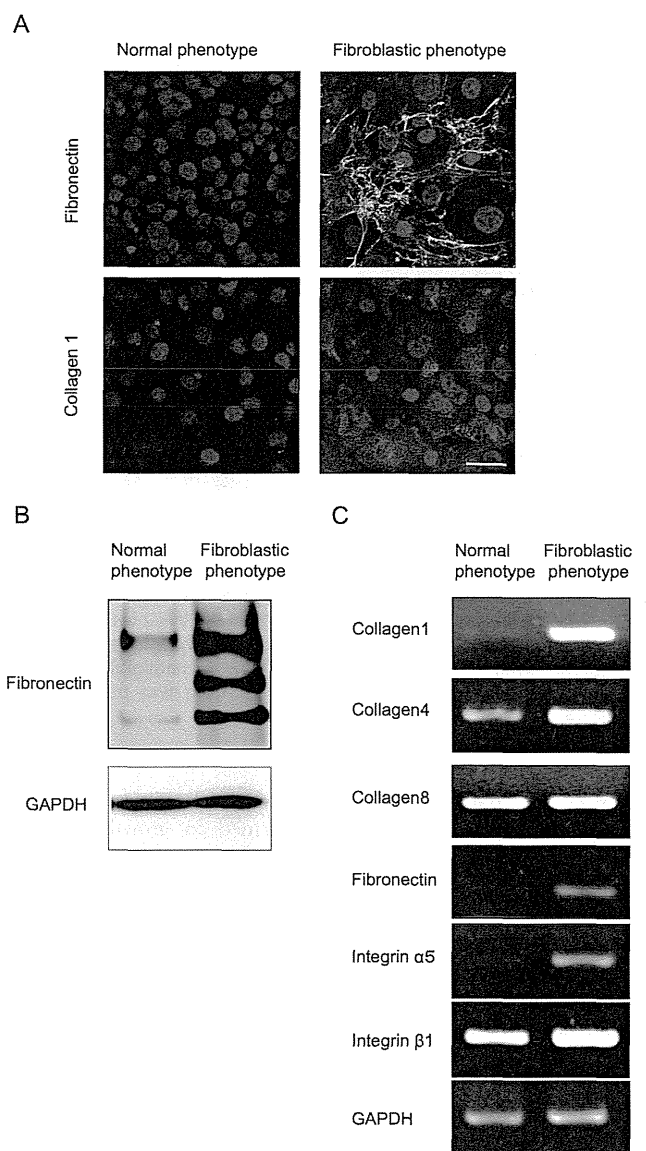 A
Normal phenotype
Fibroblastic phenotype
Fibronectin
Collagen 1
B
Normal phenotype
Fibroblastic phenotype
Fibronectin
GAPDH
C
Normal phenotype
Fibroblastic phenotype
Collagen1
Collagen4
Collagen8
Fibronectin
Integrin α5
Integrin β1
GAPDH